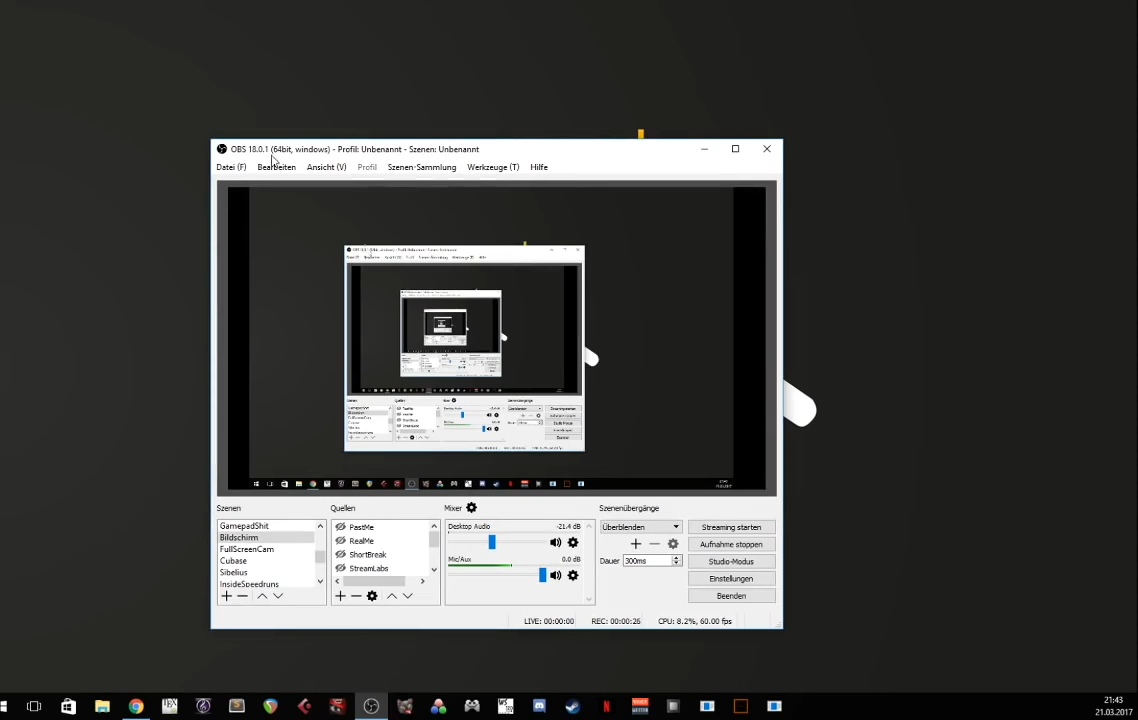 OBS 18.0.1 (64bit, windows) - Profil: Unbenannt - Szenen: Unbenannt
Datei (F) Bearbeiten Ansicht (V) Profil Szenen-Sammlung Werkzeuge (T) Hilfe
Szenen Quellen Mixer Szenenübergänge
GamepadShit
Bildschirm
FullScreenCam
Cubase
Sibelius
InsideSpeedruns
PastMe
RealMe
ShortBreak
StreamLabs
Desktop Audio -21.4 dB
Mic/Aux 0.0 dB
Überblenden
Dauer 300ms
Streaming starten
Aufnahme stoppen
Studio-Modus
Einstellungen
Beenden
LIVE: 00:00:00 REC: 00:00:26 CPU: 8.2%, 60.00 fps
21:43
21.03.2017